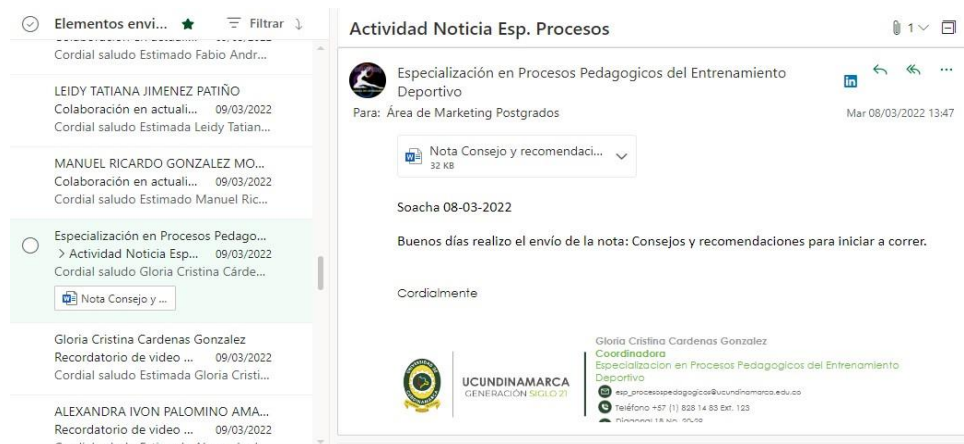 Elementos envi... Filtrar
Cordial saludo Estimado Fabio Andr...
LEIDY TATIANA JIMENEZ PATIÑO
Colaboración en actuali... 09/03/2022
Cordial saludo Estimada Leidy Tatian...
MANUEL RICARDO GONZALEZ MO...
Colaboración en actuali... 09/03/2022
Cordial saludo Estimado Manuel Ric...
Especialización en Procesos Pedago...
> Actividad Noticia Esp... 09/03/2022
Cordial saludo Gloria Cristina Cárde...
Nota Consejo y ...
Gloria Cristina Cardenas Gonzalez
Recordatorio de video ... 09/03/2022
Cordial saludo Estimada Gloria Cristi...
ALEXANDRA IVON PALOMINO AMA...
Recordatorio de video ... 09/03/2022
Actividad Noticia Esp. Procesos
1
Especialización en Procesos Pedagogicos del Entrenamiento
Deportivo
Para: Área de Marketing Postgrados
Mar 08/03/2022 13:47
Nota Consejo y recomendaci...
32 KB
Soacha 08-03-2022
Buenos días realizo el envío de la nota: Consejos y recomendaciones para iniciar a correr.
Cordialmente
UCUNDINAMARCA
GENERACIÓN SIGLO 21
Gloria Cristina Cardenas Gonzalez
Coordinadora
Especializacion en Procesos Pedagogicos del Entrenamiento
Deportivo
esp_procesospedagogicos@ucundinamarca.edu.co
Teléfono +57 (1) 828 14 83 Ext. 123